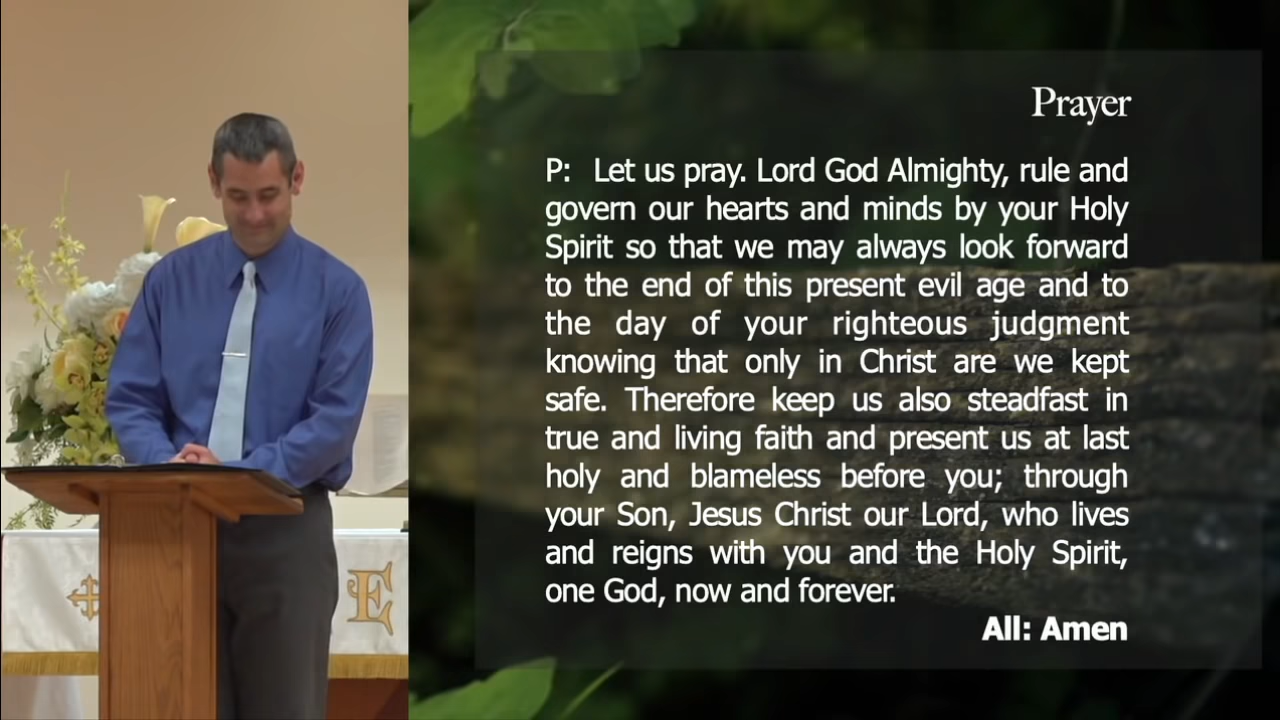 Prayer
P: Let us pray. Lord God Almighty, rule and
govern our hearts and minds by your Holy
Spirit so that we may always look forward
to the end of this present evil age and to
the day of your righteous judgment
knowing that only in Christ are we kept
safe. Therefore keep us also steadfast in
true and living faith and present us at last
holy and blameless before you; through
your Son, Jesus Christ our Lord, who lives
and reigns with you and the Holy Spirit,
one God, now and forever.
All: Amen
E